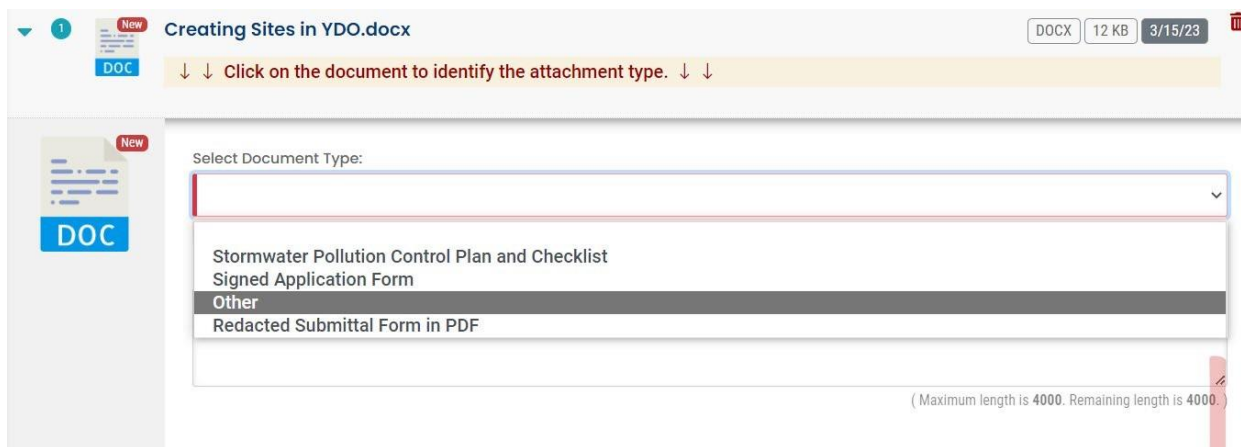 1
New
DOC
Creating Sites in YDO.docx
DOCX 12 KB 3/15/23
↓ ↓ Click on the document to identify the attachment type. ↓ ↓
New
DOC
Select Document Type:
Stormwater Pollution Control Plan and Checklist
Signed Application Form
Other
Redacted Submittal Form in PDF
( Maximum length is 4000. Remaining length is 4000. )